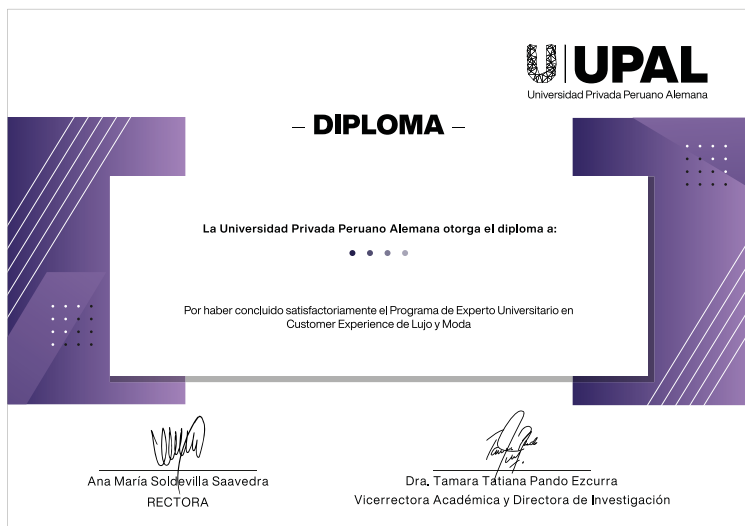 UPAL
Universidad Privada Peruano Alemana
– DIPLOMA –
La Universidad Privada Peruano Alemana otorga el diploma a:
Por haber concluido satisfactoriamente el Programa de Experto Universitario en
Customer Experience de Lujo y Moda
Ana María Soldevilla Saavedra
RECTORA
Dra. Tamara Tatiana Pando Ezcurra
Vicerrectora Académica y Directora de Investigación